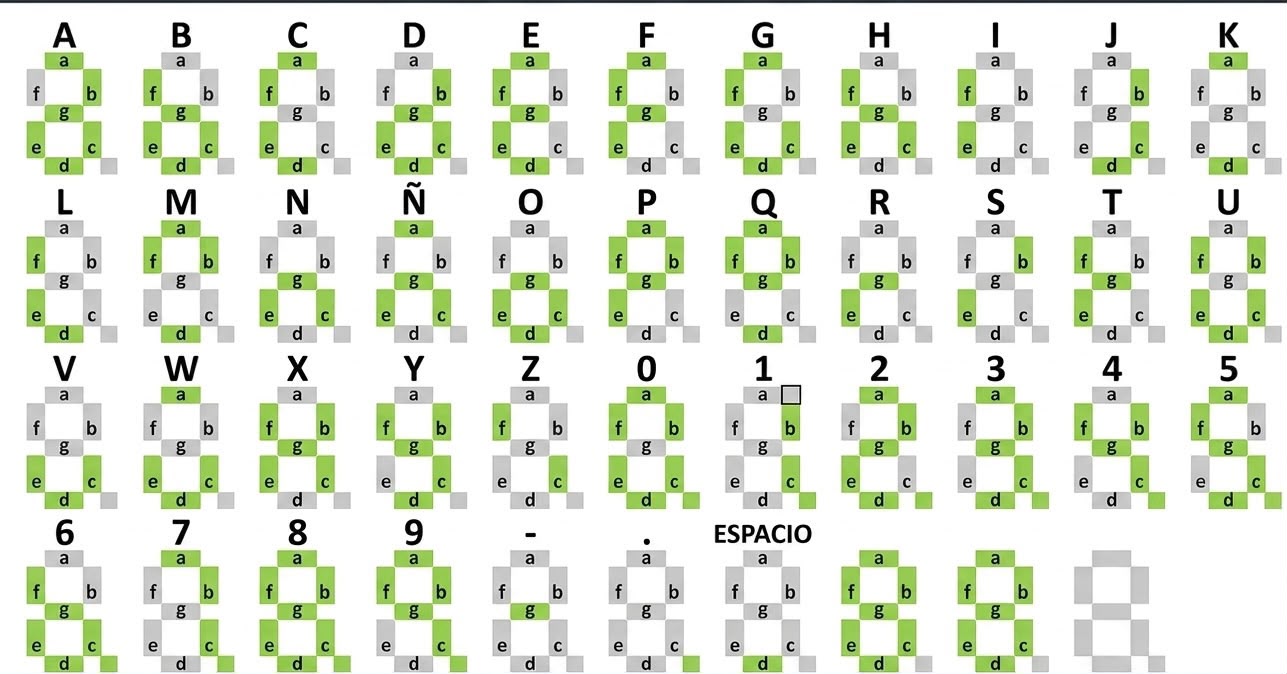 A B C D E F G H I J K
a a a a a a a a a a a
f b f b f b f b f b f b f b f b f b f b f b
g g g g g g g g g g g
e c e c e c e c e c e c e c e c e c e c e c
d d d d d d d d d d d
L M N Ñ O P Q R S T U
a a a a a a a a a a a
f b f b f b f b f b f b f b f b f b f b f b
g g g g g g g g g g g
e c e c e c e c e c e c e c e c e c e c e c
d d d d d d d d d d d
V W X Y Z 0 1 2 3 4 5
a a a a a a a a a a a
f b f b f b f b f b f b f b f b f b f b f b
g g g g g g g g g g g
e c e c e c e c e c e c e c e c e c e c e c
d d d d d d d d d d d
6 7 8 9 - . ESPACIO
a a a a a a a a a
f b f b f b f b f b f b f b f b f b
g g g g g g g g g
e c e c e c e c e c e c e c e c e c
d d d d d d d d d